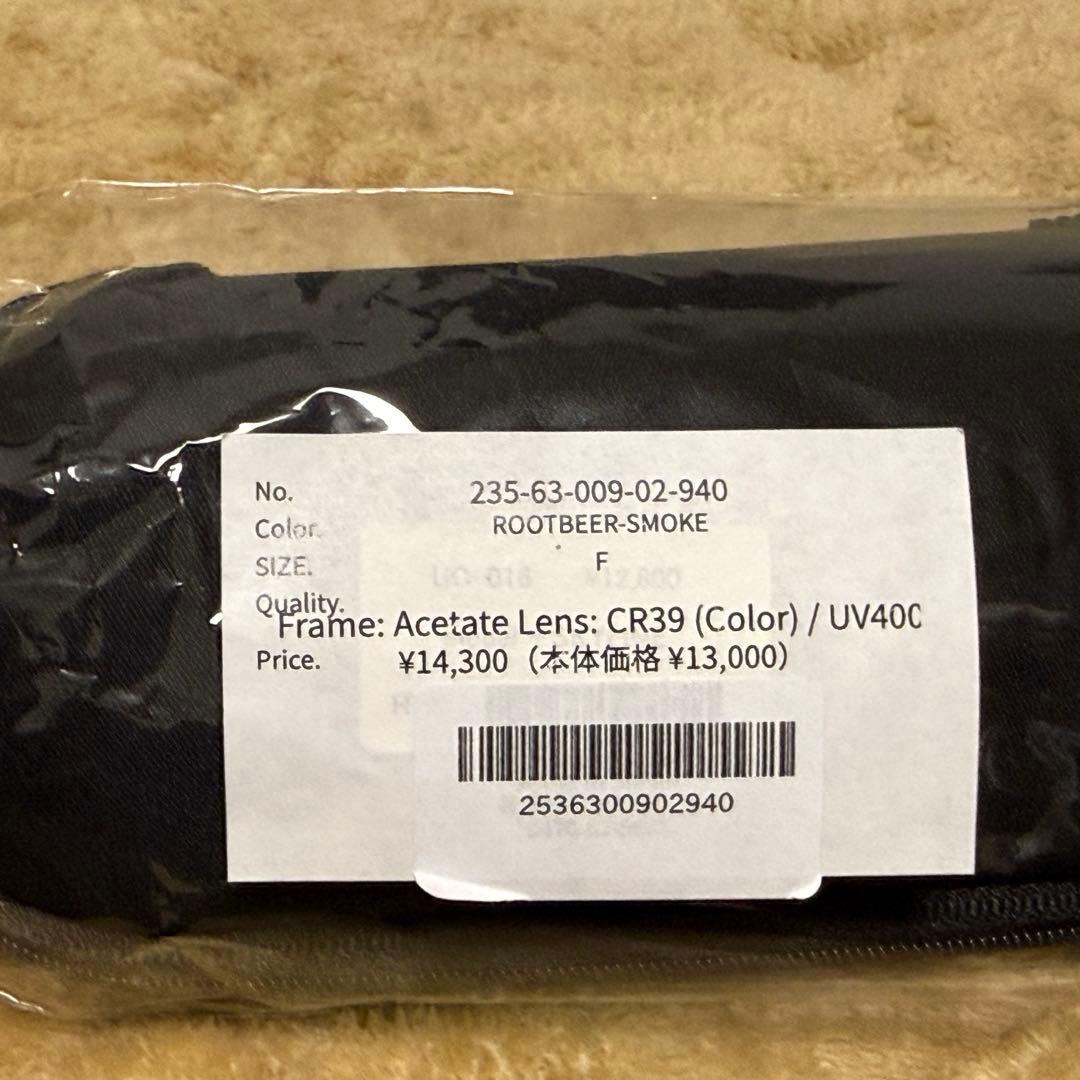 No. 235-63-009-02-940
Color. ROOTBEER-SMOKE
SIZE. F
Quality.
Frame: Acetate Lens: CR39 (Color) / UV400
Price. ¥14,300（本体価格 ¥13,000）
2536300902940